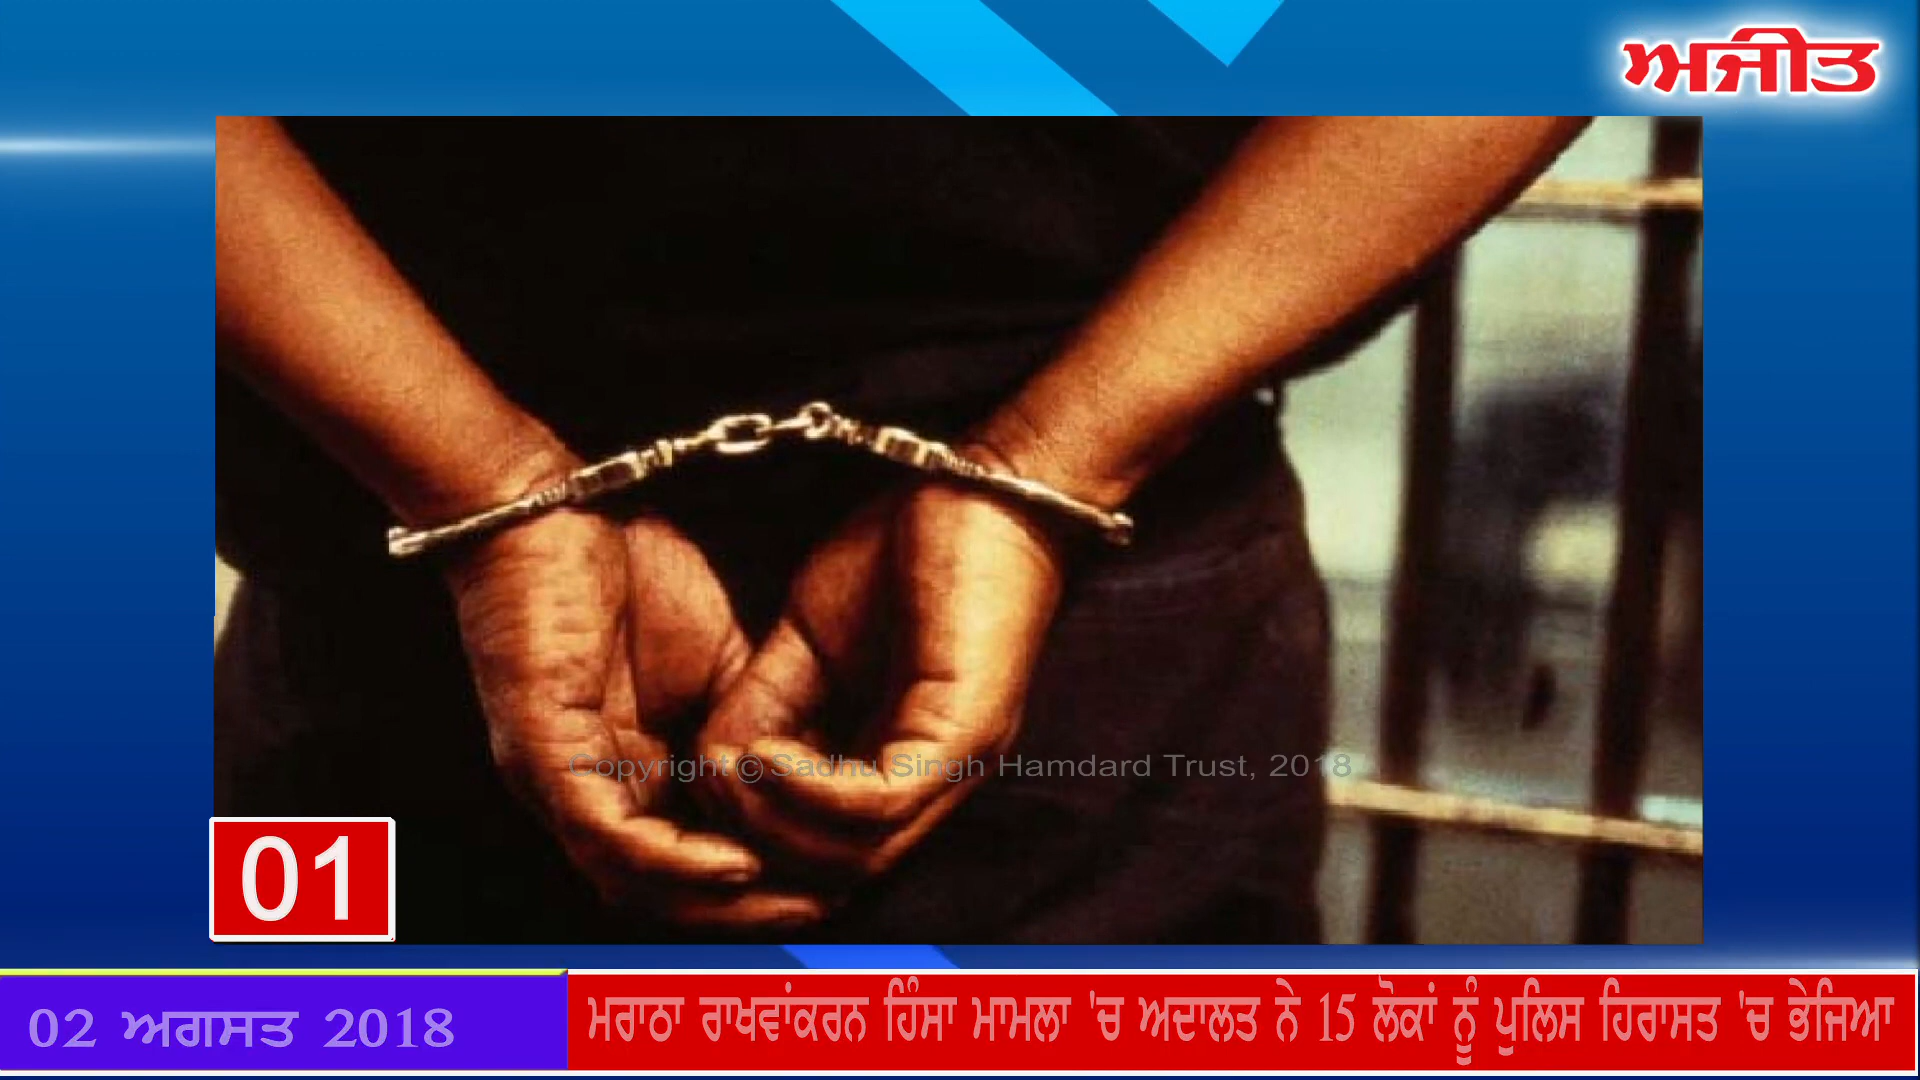 ਅਜੀਤ
Copyright © Sadhu Singh Hamdard Trust, 2018
01
02 ਅਗਸਤ 2018
ਮਰਾਠਾ ਰਾਖਵਾਂਕਰਨ ਹਿੰਸਾ ਮਾਮਲਾ 'ਚ ਅਦਾਲਤ ਨੇ 15 ਲੋਕਾਂ ਨੂੰ ਪੁਲਿਸ ਹਿਰਾਸਤ 'ਚ ਭੇਜਿਆ